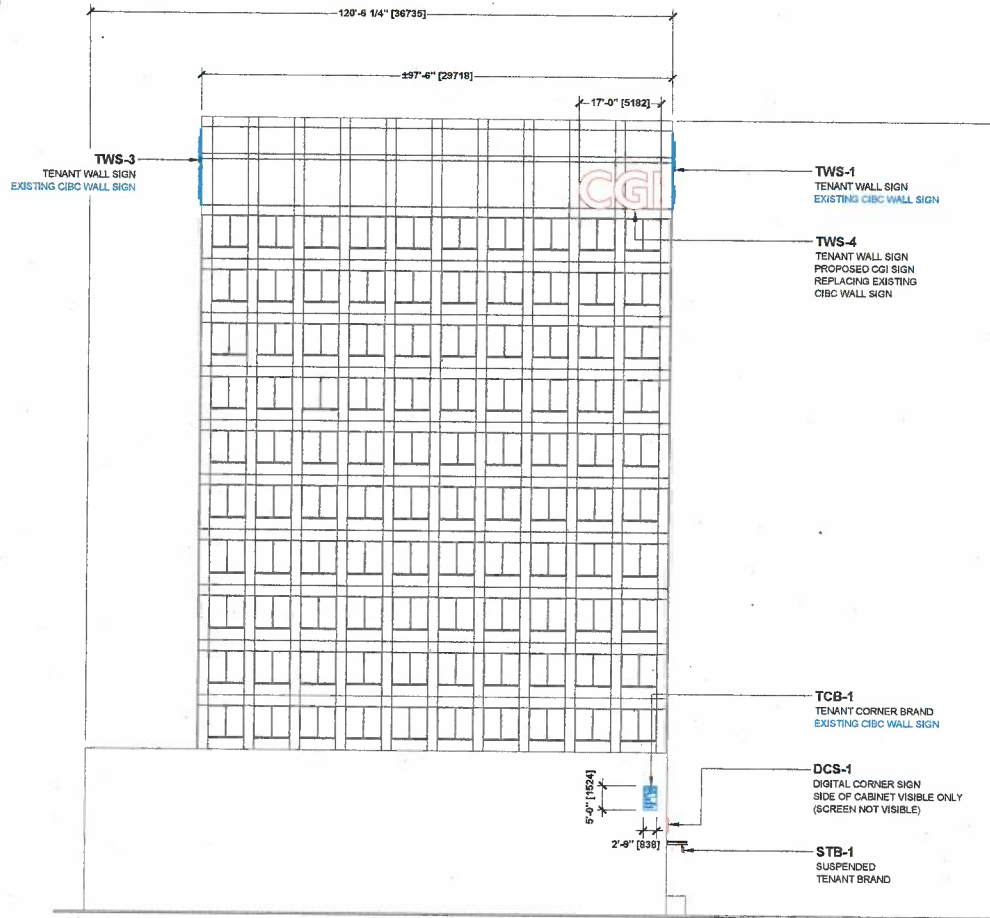 120'-6 1/4" [36735]
±97'-6" [29718]
17'-0" [5182]
TWS-3
TENANT WALL SIGN
EXISTING CIBC WALL SIGN
CGI
TWS-1
TENANT WALL SIGN
EXISTING CIBC WALL SIGN
TWS-4
TENANT WALL SIGN
PROPOSED CGI SIGN
REPLACING EXISTING
CIBC WALL SIGN
TCB-1
TENANT CORNER BRAND
EXISTING CIBC WALL SIGN
5'-0" [1524]
2'-9" [838]
DCS-1
DIGITAL CORNER SIGN
SIDE OF CABINET VISIBLE ONLY
(SCREEN NOT VISIBLE)
STB-1
SUSPENDED
TENANT BRAND